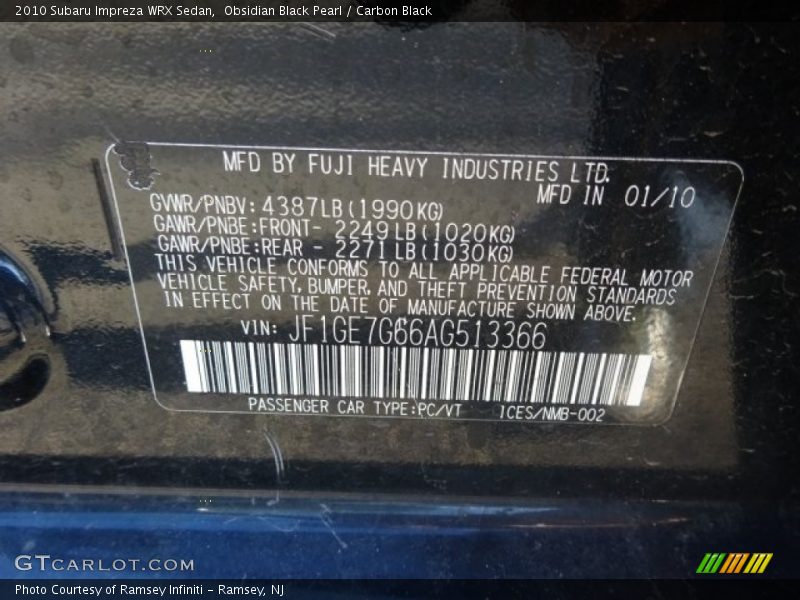 2010 Subaru Impreza WRX Sedan, Obsidian Black Pearl / Carbon Black
MFD BY FUJI HEAVY INDUSTRIES LTD.
MFD IN 01/10
GVWR/PNBV: 4387LB(1990KG)
GAWR/PNBE:FRONT- 2249LB(1020KG)
GAWR/PNBE:REAR - 2271LB(1030KG)
THIS VEHICLE CONFORMS TO ALL APPLICABLE FEDERAL MOTOR
VEHICLE SAFETY, BUMPER, AND THEFT PREVENTION STANDARDS
IN EFFECT ON THE DATE OF MANUFACTURE SHOWN ABOVE.
VIN: JF1GE7G66AG513366
PASSENGER CAR TYPE:PC/VT ICES/NMB-002
GTCARLOT.COM
Photo Courtesy of Ramsey Infiniti - Ramsey, NJ